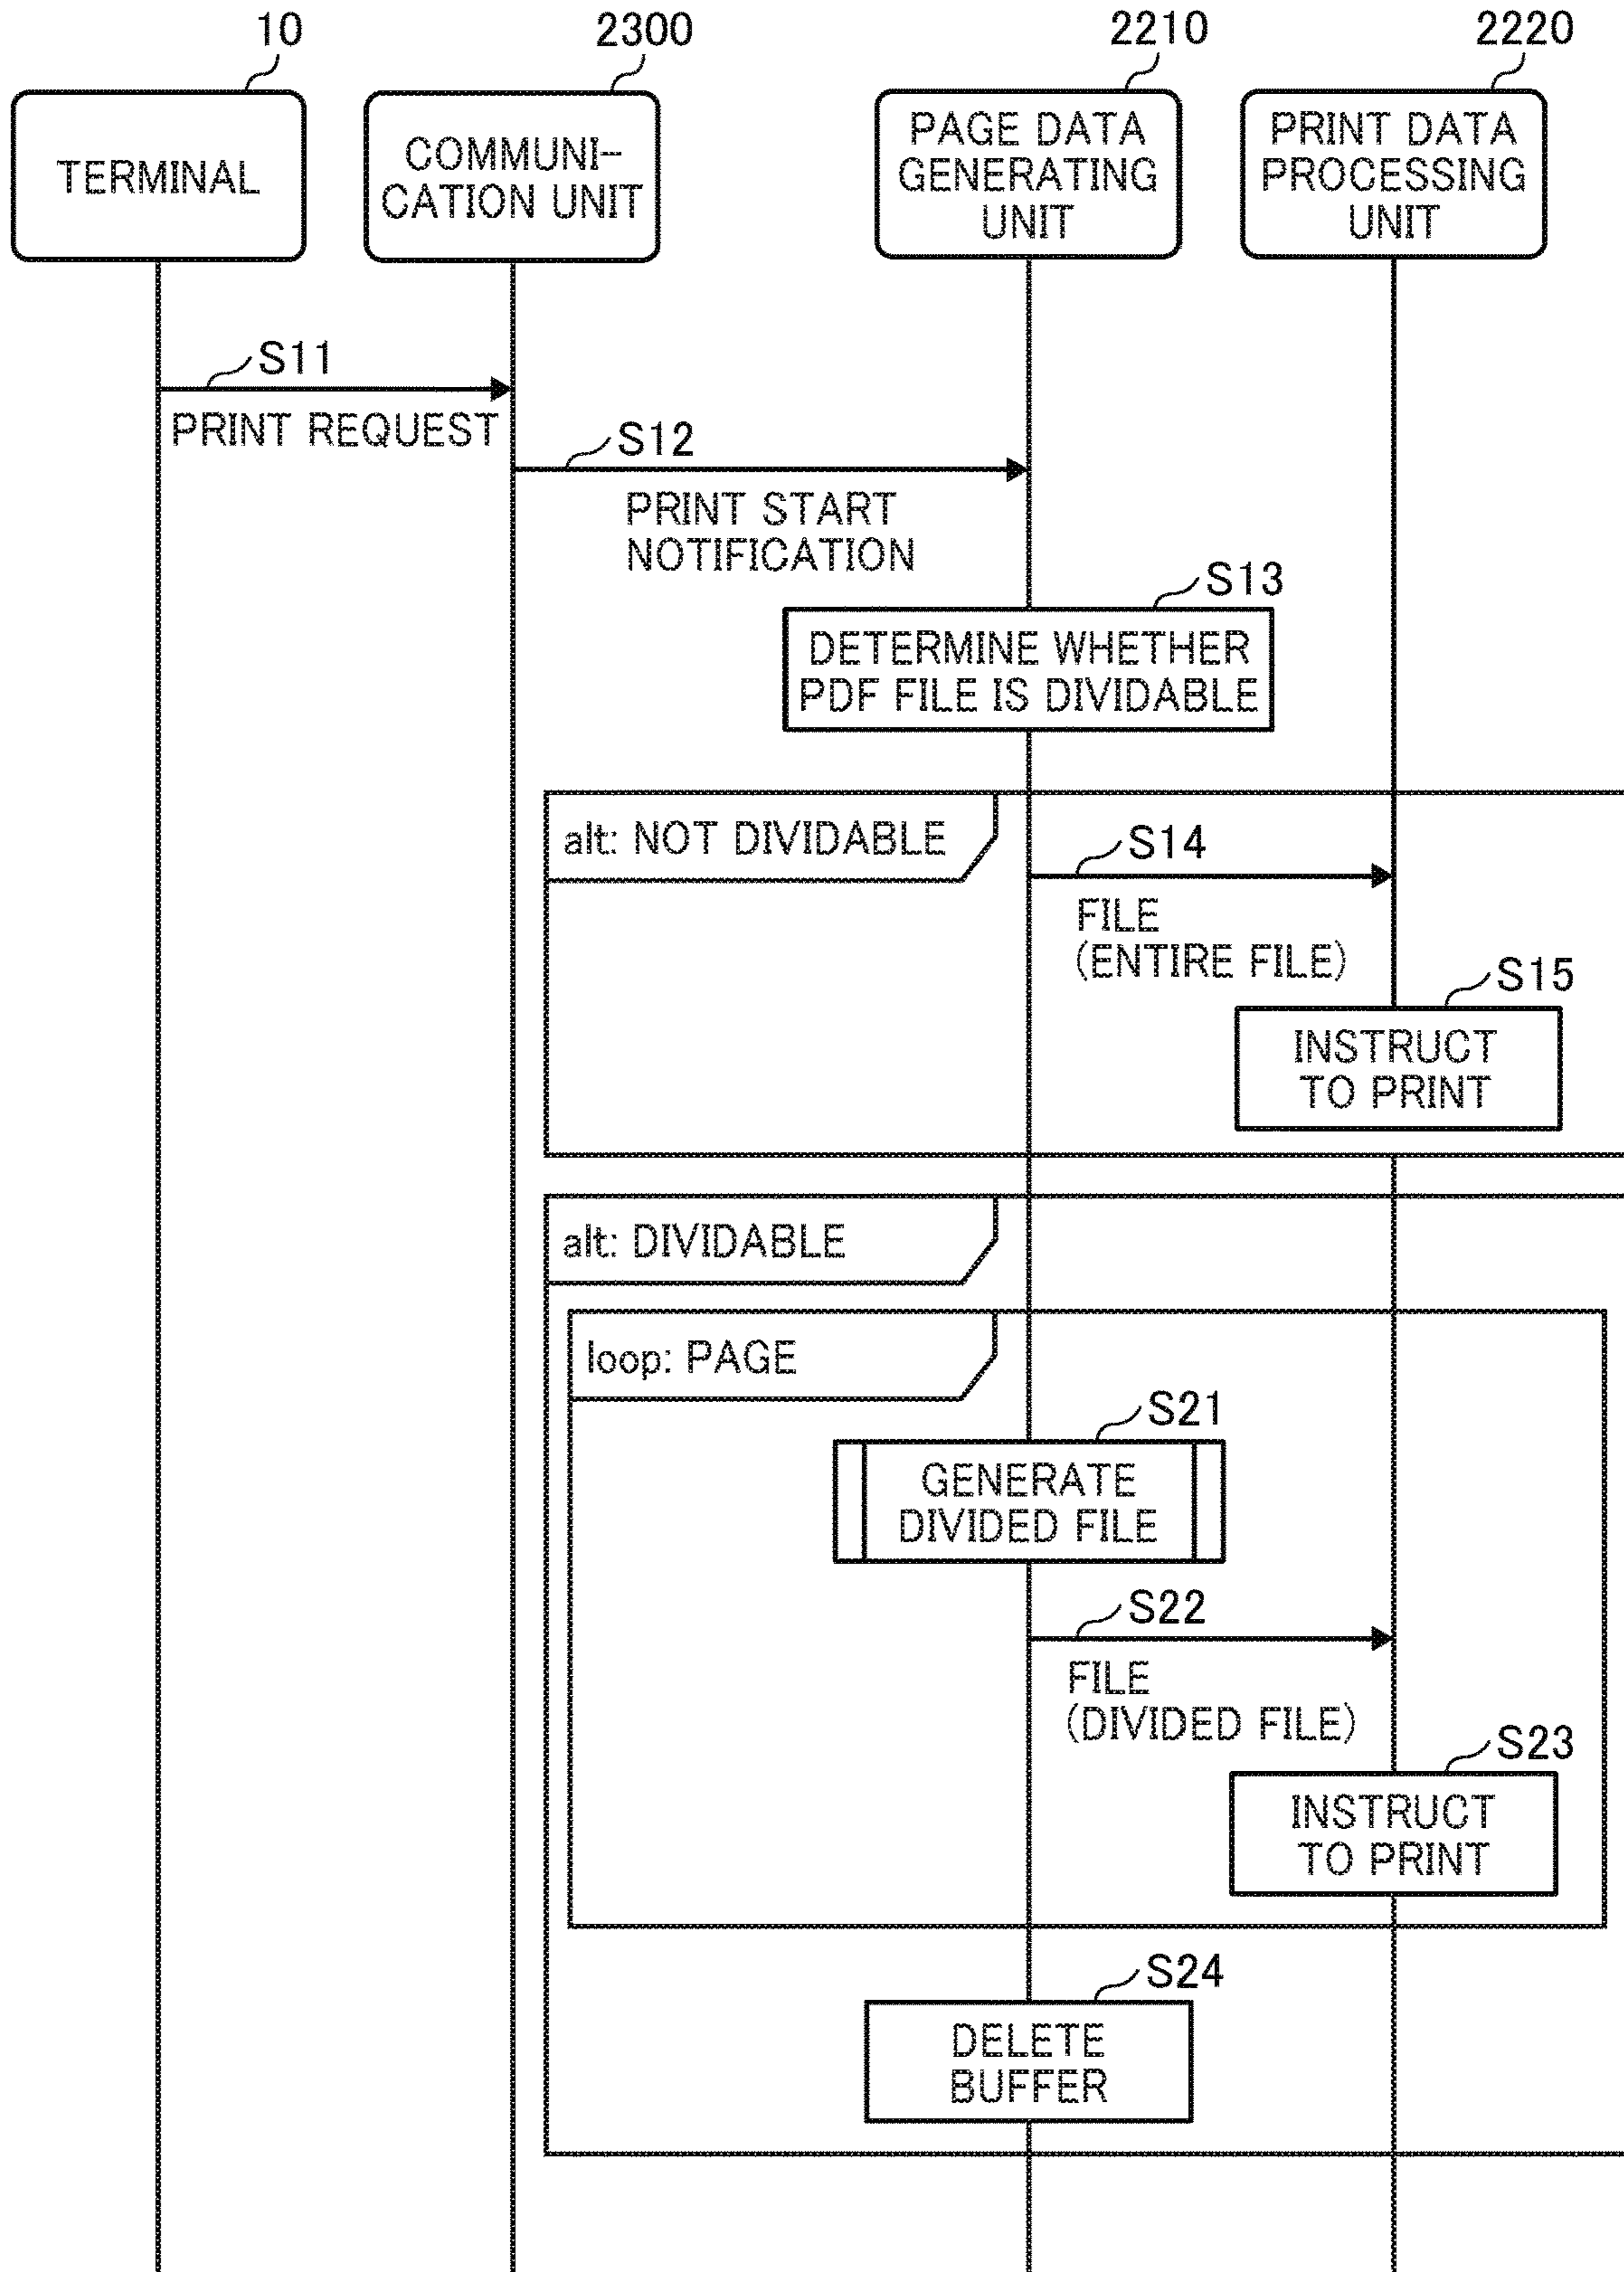 10
2300
2210
2220
TERMINAL
COMMUNI-
CATION UNIT
PAGE DATA
GENERATING
UNIT
PRINT DATA
PROCESSING
UNIT
S11
PRINT REQUEST
S12
PRINT START
NOTIFICATION
S13
DETERMINE WHETHER
PDF FILE IS DIVIDABLE
alt: NOT DIVIDABLE
S14
FILE
(ENTIRE FILE)
S15
INSTRUCT
TO PRINT
alt: DIVIDABLE
loop: PAGE
S21
GENERATE
DIVIDED FILE
S22
FILE
(DIVIDED FILE)
S23
INSTRUCT
TO PRINT
S24
DELETE
BUFFER